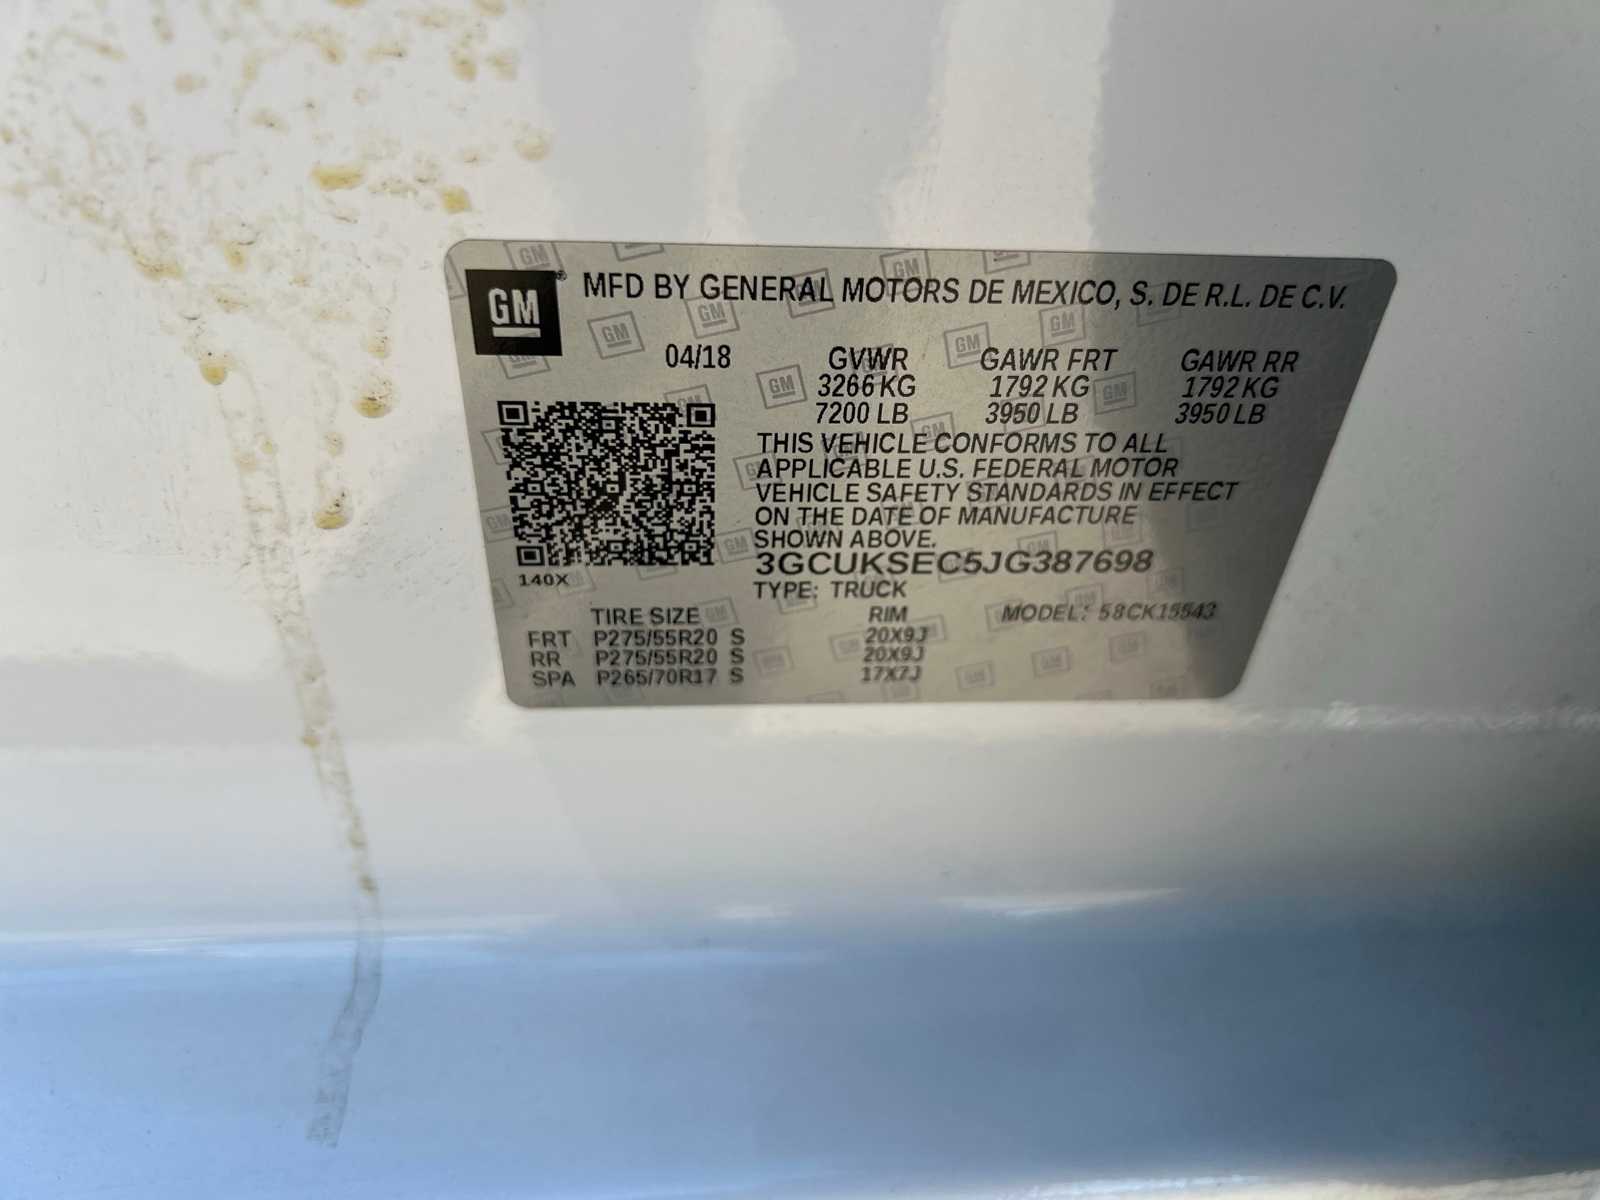 GM® MFD BY GENERAL MOTORS DE MEXICO, S. DE R.L. DE C.V.
04/18 GVWR GAWR FRT GAWR RR
3266 KG 1792 KG 1792 KG
7200 LB 3950 LB 3950 LB
THIS VEHICLE CONFORMS TO ALL
APPLICABLE U.S. FEDERAL MOTOR
VEHICLE SAFETY STANDARDS IN EFFECT
ON THE DATE OF MANUFACTURE
SHOWN ABOVE.
3GCUKSEC5JG387698
140X
TYPE: TRUCK
TIRE SIZE RIM MODEL: 58CK15543
FRT P275/55R20 S 20X9J
RR P275/55R20 S 20X9J
SPA P265/70R17 S 17X7J